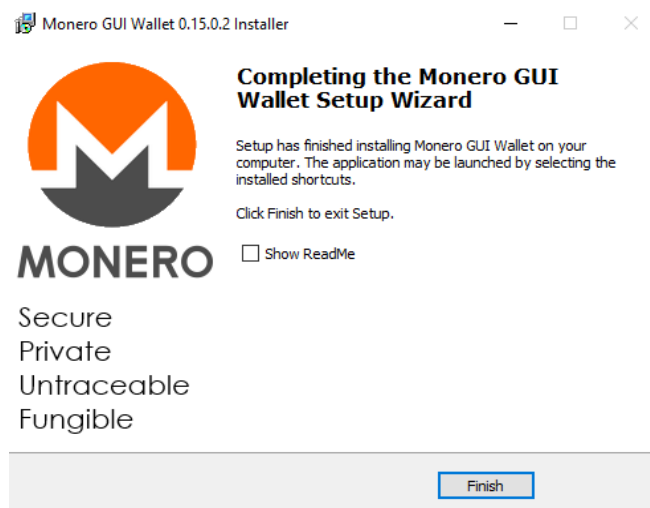 Monero GUI Wallet 0.15.0.2 Installer
Completing the Monero GUI
Wallet Setup Wizard
Setup has finished installing Monero GUI Wallet on your
computer. The application may be launched by selecting the
installed shortcuts.
Click Finish to exit Setup.
Show ReadMe
MONERO
Secure
Private
Untraceable
Fungible
Finish